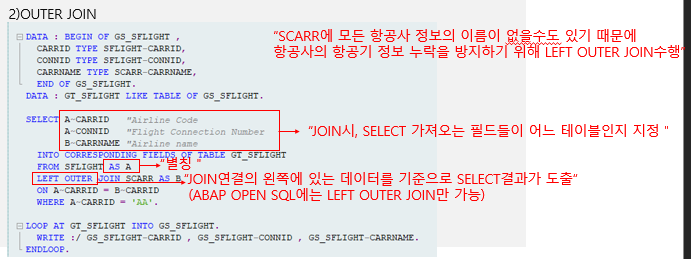 2)OUTER JOIN
DATA : BEGIN OF GS_SFLIGHT ,
CARRID TYPE SFLIGHT-CARRID,
CONNID TYPE SFLIGHT-CONNID,
CARRNAME TYPE SCARR-CARRNAME,
END OF GS_SFLIGHT.
DATA : GT_SFLIGHT LIKE TABLE OF GS_SFLIGHT.
"SCARR에 모든 항공사 정보의 이름이 없을수도 있기 때문에
항공사의 항공기 정보 누락을 방지하기 위해 LEFT OUTER JOIN수행"
SELECT A~CARRID "Airline Code
A~CONNID "Flight Connection Number
B~CARRNAME "Airline name
"JOIN시, SELECT 가져오는 필드들이 어느 테이블인지 지정 "
INTO CORRESPONDING FIELDS OF TABLE GT_SFLIGHT
FROM SFLIGHT AS A
"별칭 "
LEFT OUTER JOIN SCARR AS B
"JOIN연결의 왼쪽에 있는 데이터를 기준으로 SELECT결과가 도출"
(ABAP OPEN SQL에는 LEFT OUTER JOIN만 가능)
ON A~CARRID = B~CARRID
WHERE A~CARRID = 'AA'.
LOOP AT GT_SFLIGHT INTO GS_SFLIGHT.
WRITE :/ GS_SFLIGHT-CARRID , GS_SFLIGHT-CONNID , GS_SFLIGHT-CARRNAME.
ENDLOOP.